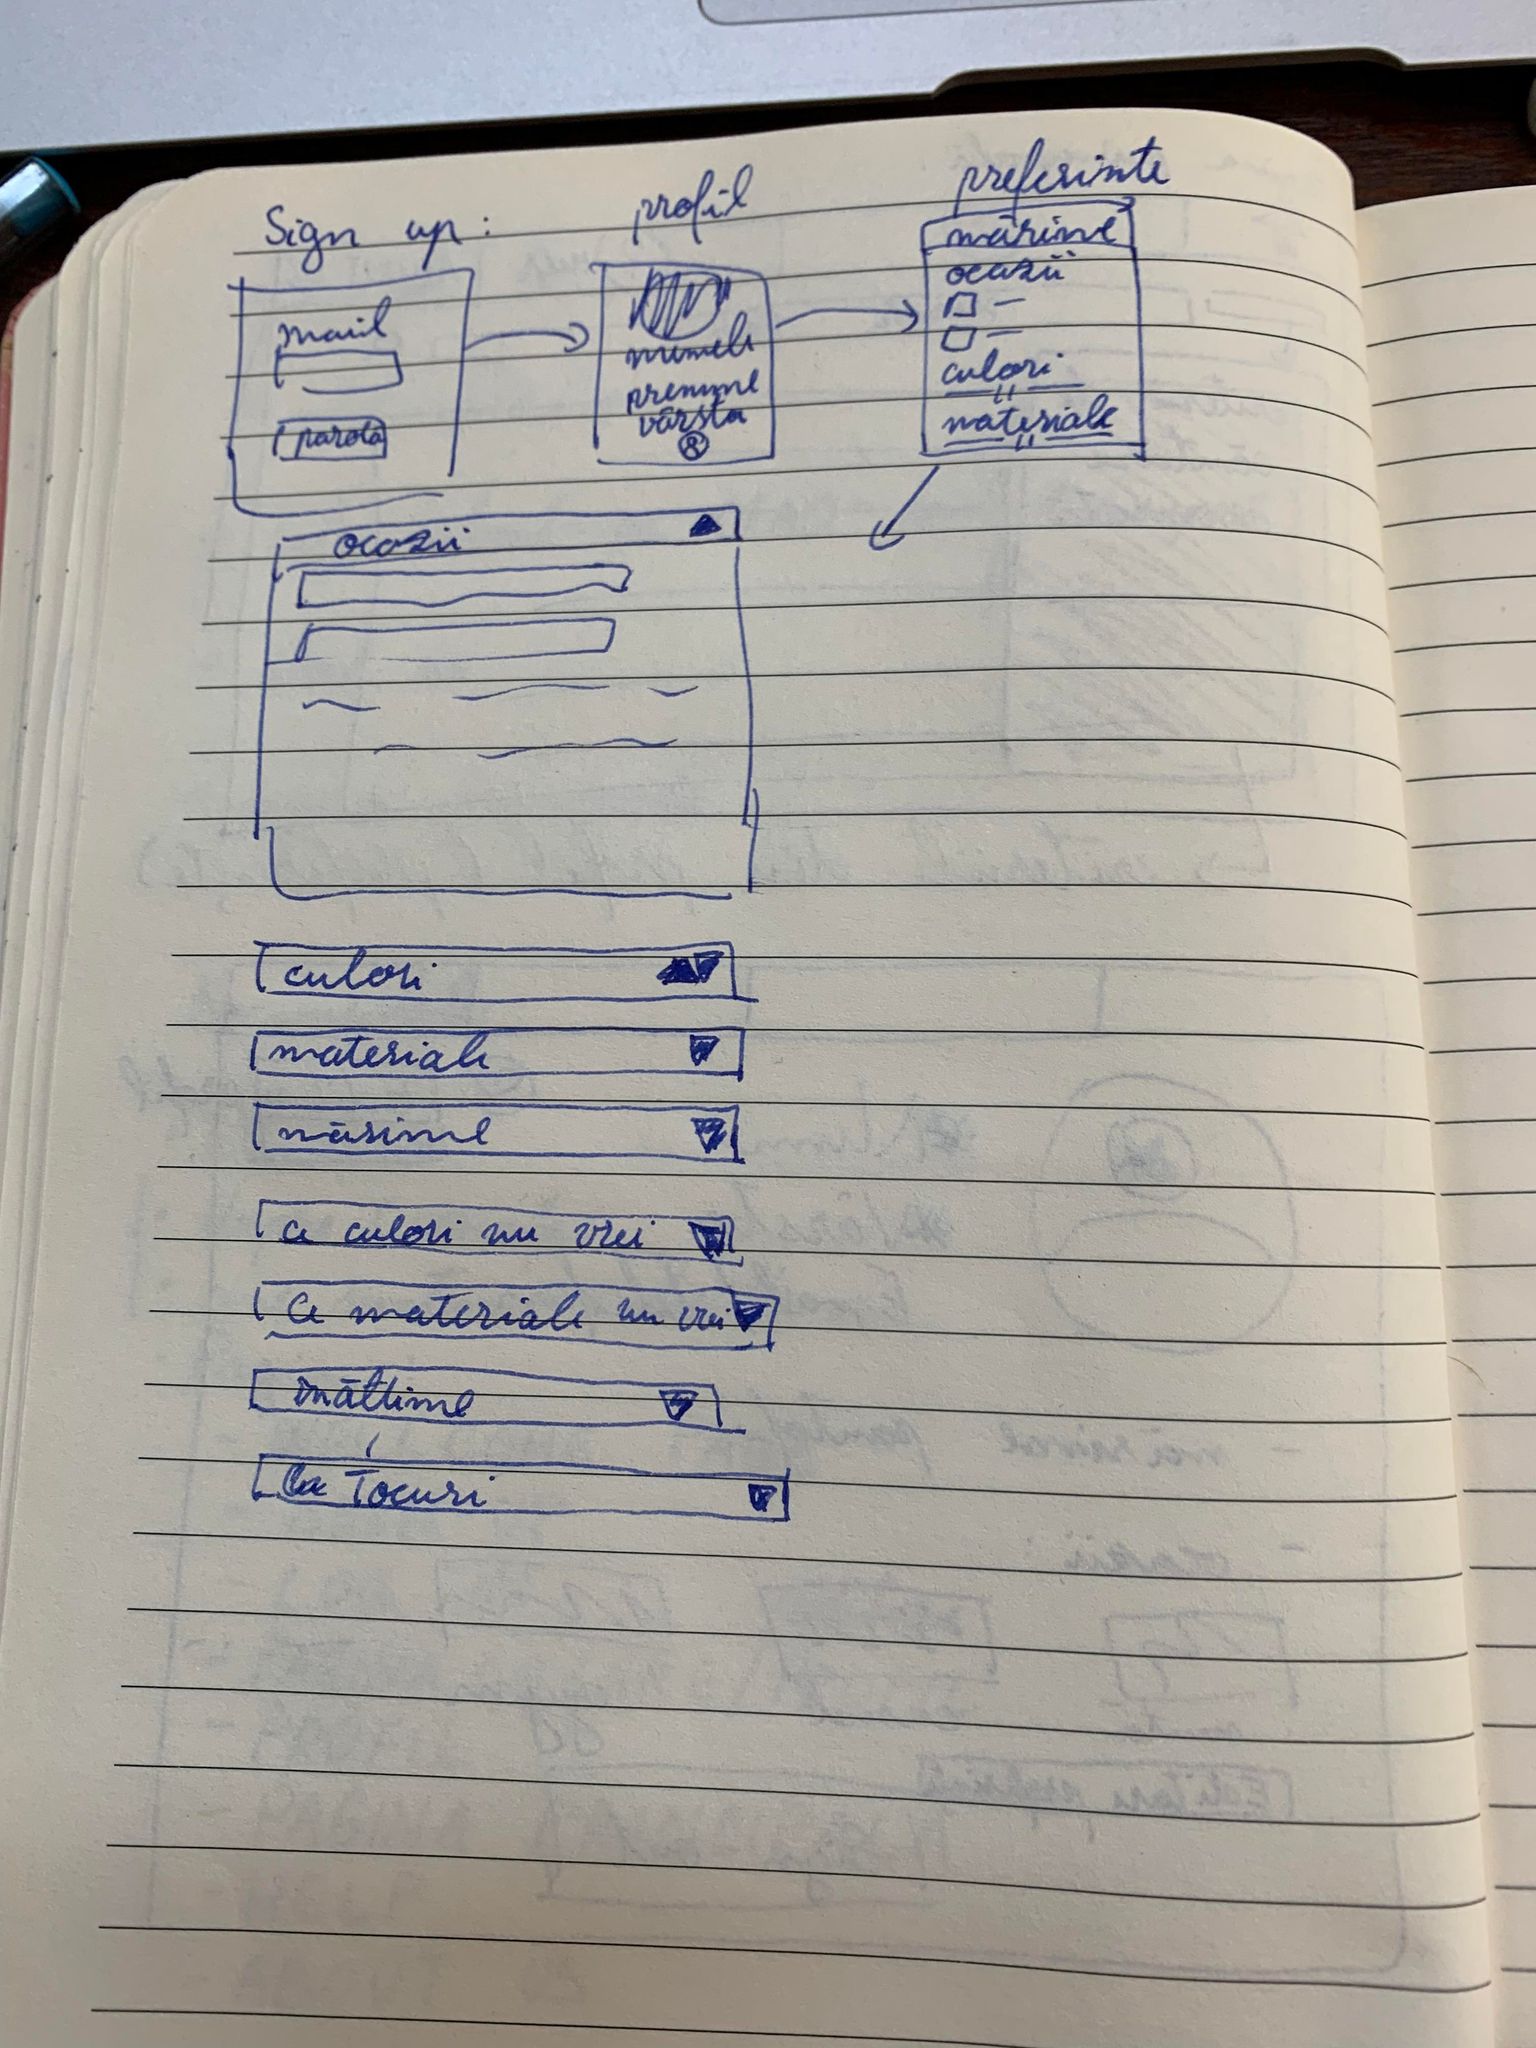 Sign up:
profil
preferinte
mail
parola
numele
prenume
vârsta
mărime
ocazii
culori
materiale
ocazii
culori
materiale
mărime
ce culori nu vrei
ce materiale nu vrei
înălțime
la tocuri